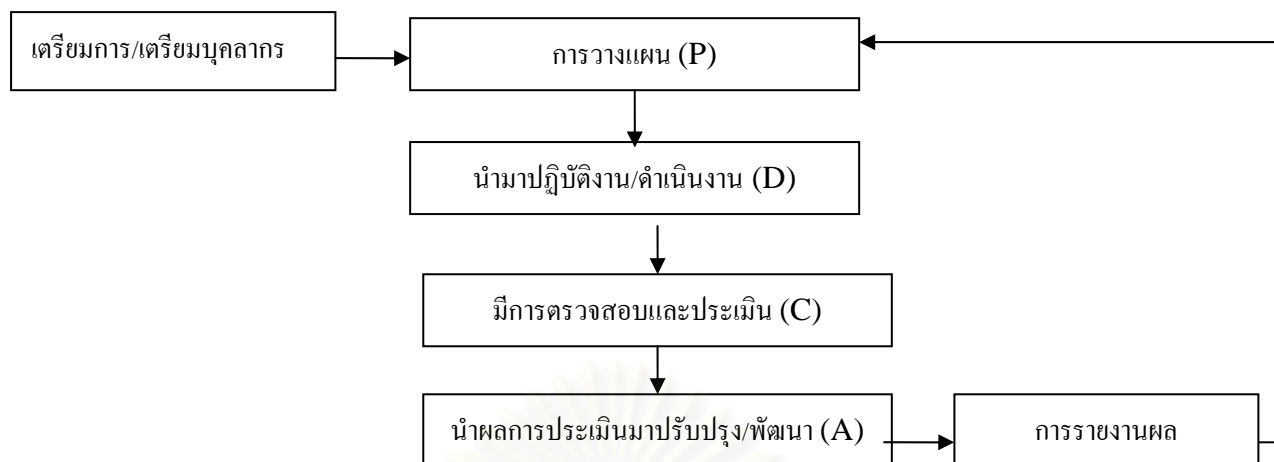 เตรียมการ/เตรียมบุคลากร
การวางแผน (P)
นำมาปฏิบัติงาน/ดำเนินงาน (D)
มีการตรวจสอบและประเมิน (C)
นำผลการประเมินมาปรับปรุง/พัฒนา (A)
การรายงานผล